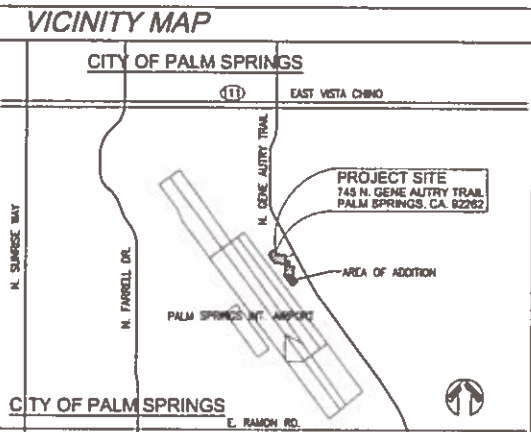 VICINITY MAP
CITY OF PALM SPRINGS
111
EAST VISTA CHINO
N. GENE AUTRY TRAIL
PROJECT SITE
745 N. GENE AUTRY TRAIL
PALM SPRINGS, CA. 92262
N. SUNRISE WAY
N. FARRELL DR.
AREA OF ADDITION
PALM SPRINGS INT. AIRPORT
CITY OF PALM SPRINGS
E. RAMON RD.